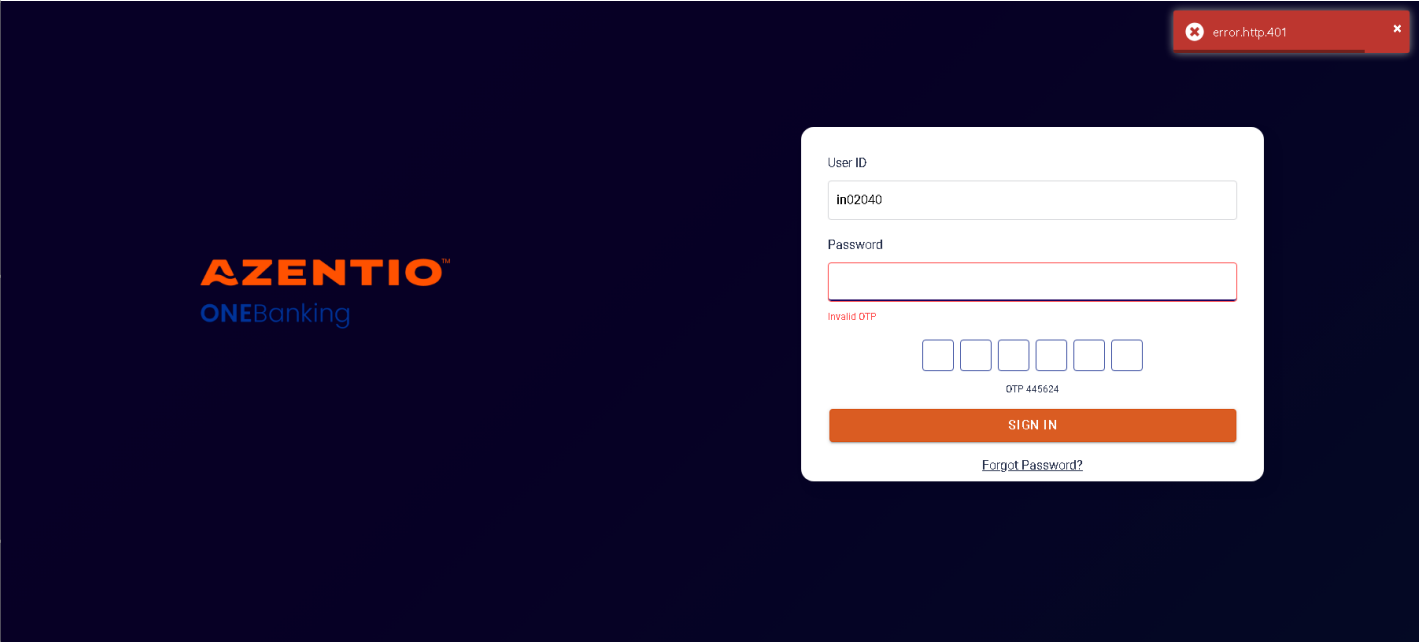 error.http.401
User ID
in02040
Password
Invalid OTP
OTP 445624
SIGN IN
Forgot Password?
AZENTIO™
ONEBanking